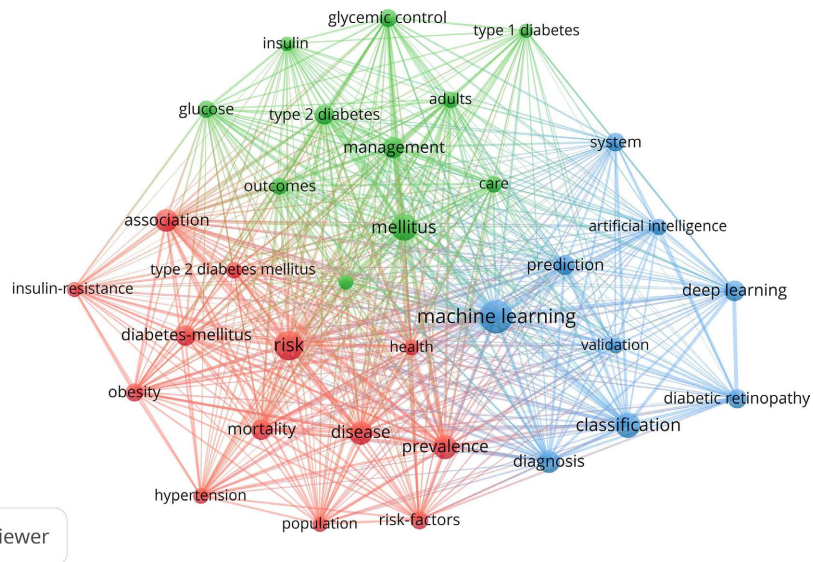 glycemic control
type 1 diabetes
insulin
adults
glucose
type 2 diabetes
management
system
outcomes
care
association
mellitus
artificial intelligence
type 2 diabetes mellitus
prediction
insulin-resistance
deep learning
machine learning
diabetes-mellitus
risk
health
validation
obesity
diabetic retinopathy
mortality
disease
classification
prevalence
diagnosis
hypertension
population
risk-factors
iewer